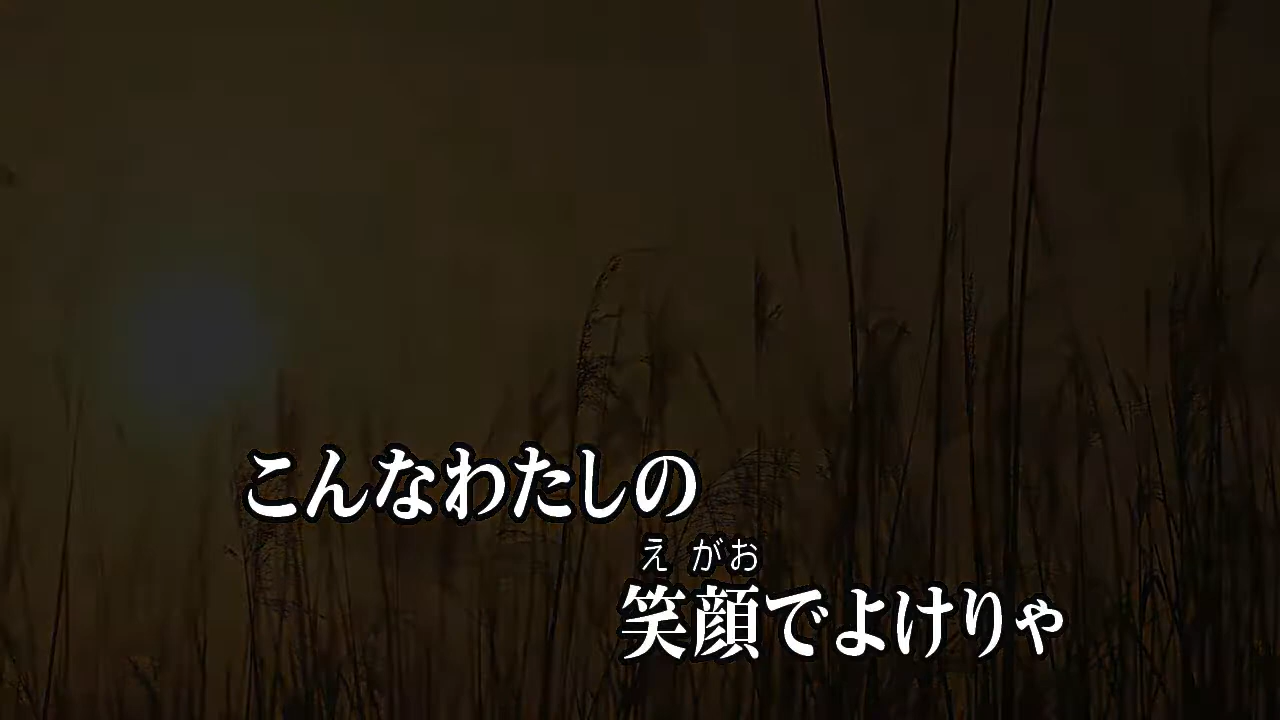 こんなわたしの
え がお
笑顔でよけりゃ